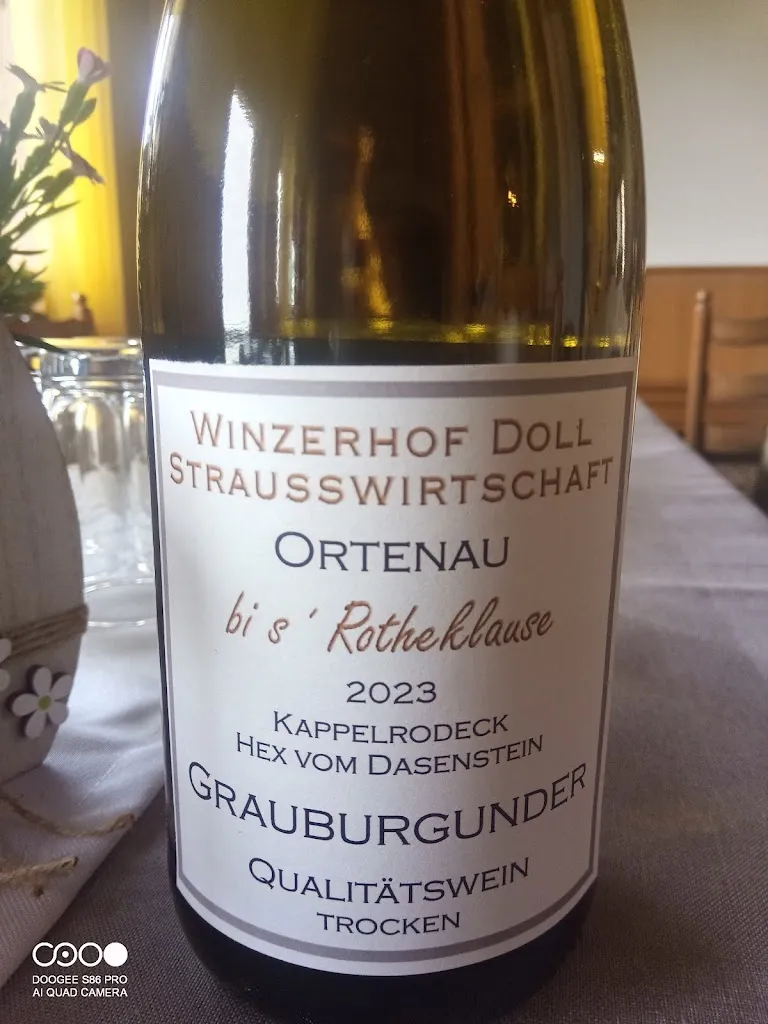 WINZERHOF DOLL
STRAUSSWIRTSCHAFT
ORTENAU
bi s ' Rotheklause
2023
KAPPELRODECK
HEX VOM DASENSTEIN
GRAUBURGUNDER
QUALITÄTSWEIN
TROCKEN
DOOGEE S86 PRO
AI QUAD CAMERA